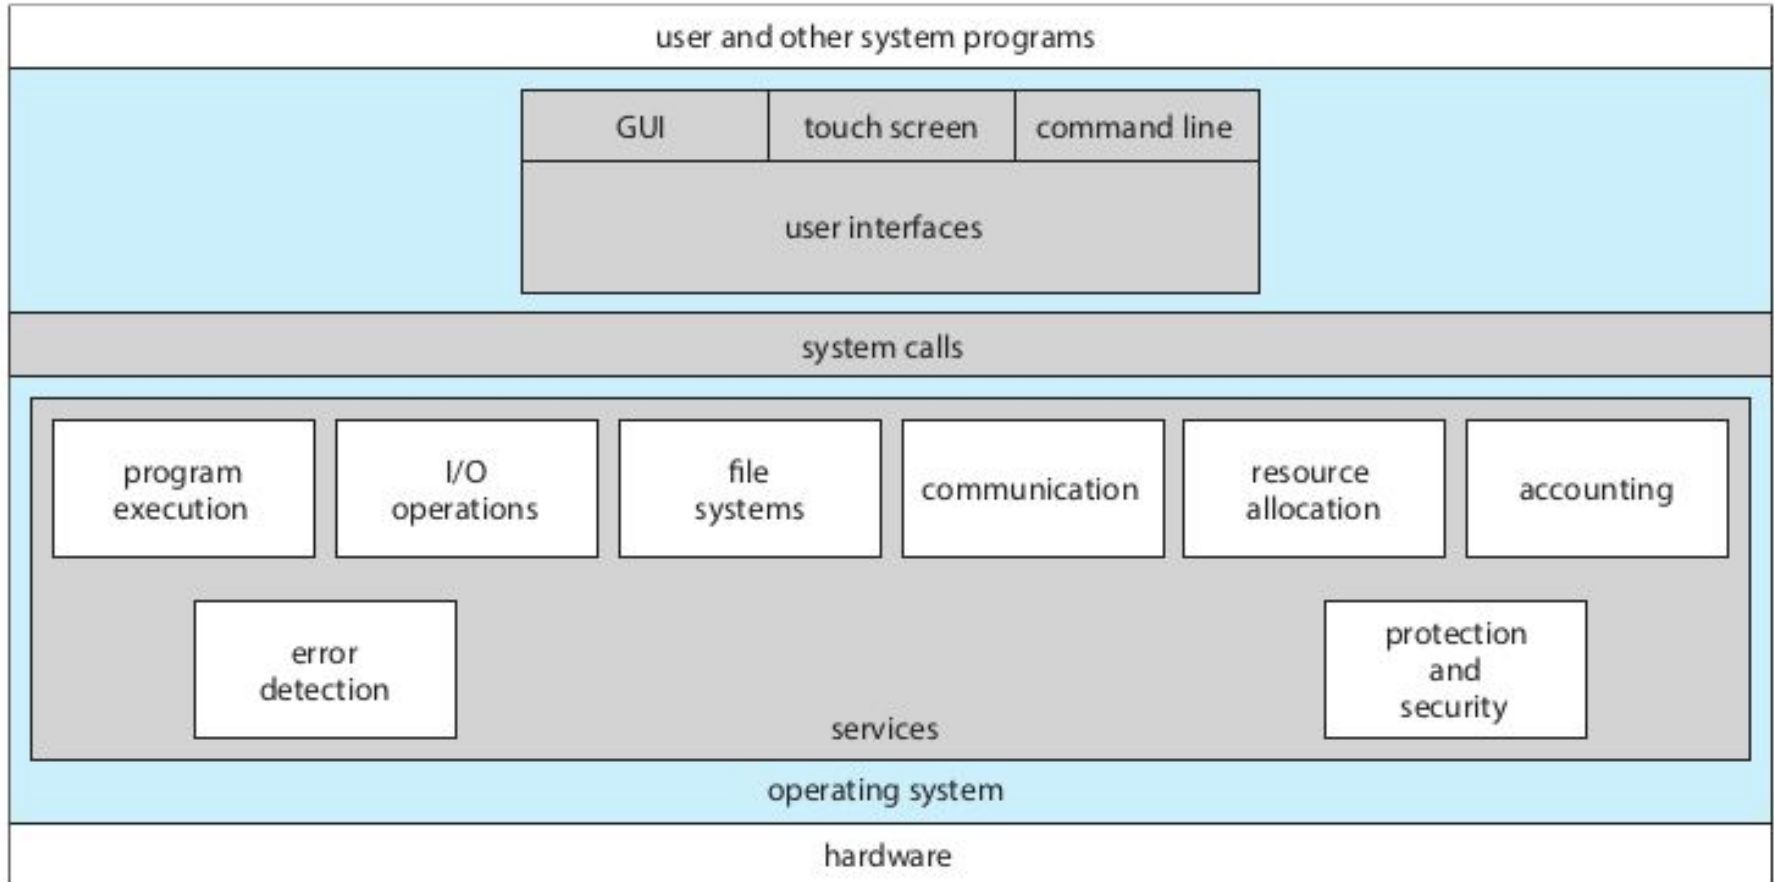 user and other system programs
GUI
touch screen
command line
user interfaces
system calls
program
execution
I/O
operations
file
systems
communication
resource
allocation
accounting
error
detection
protection
and
security
services
operating system
hardware